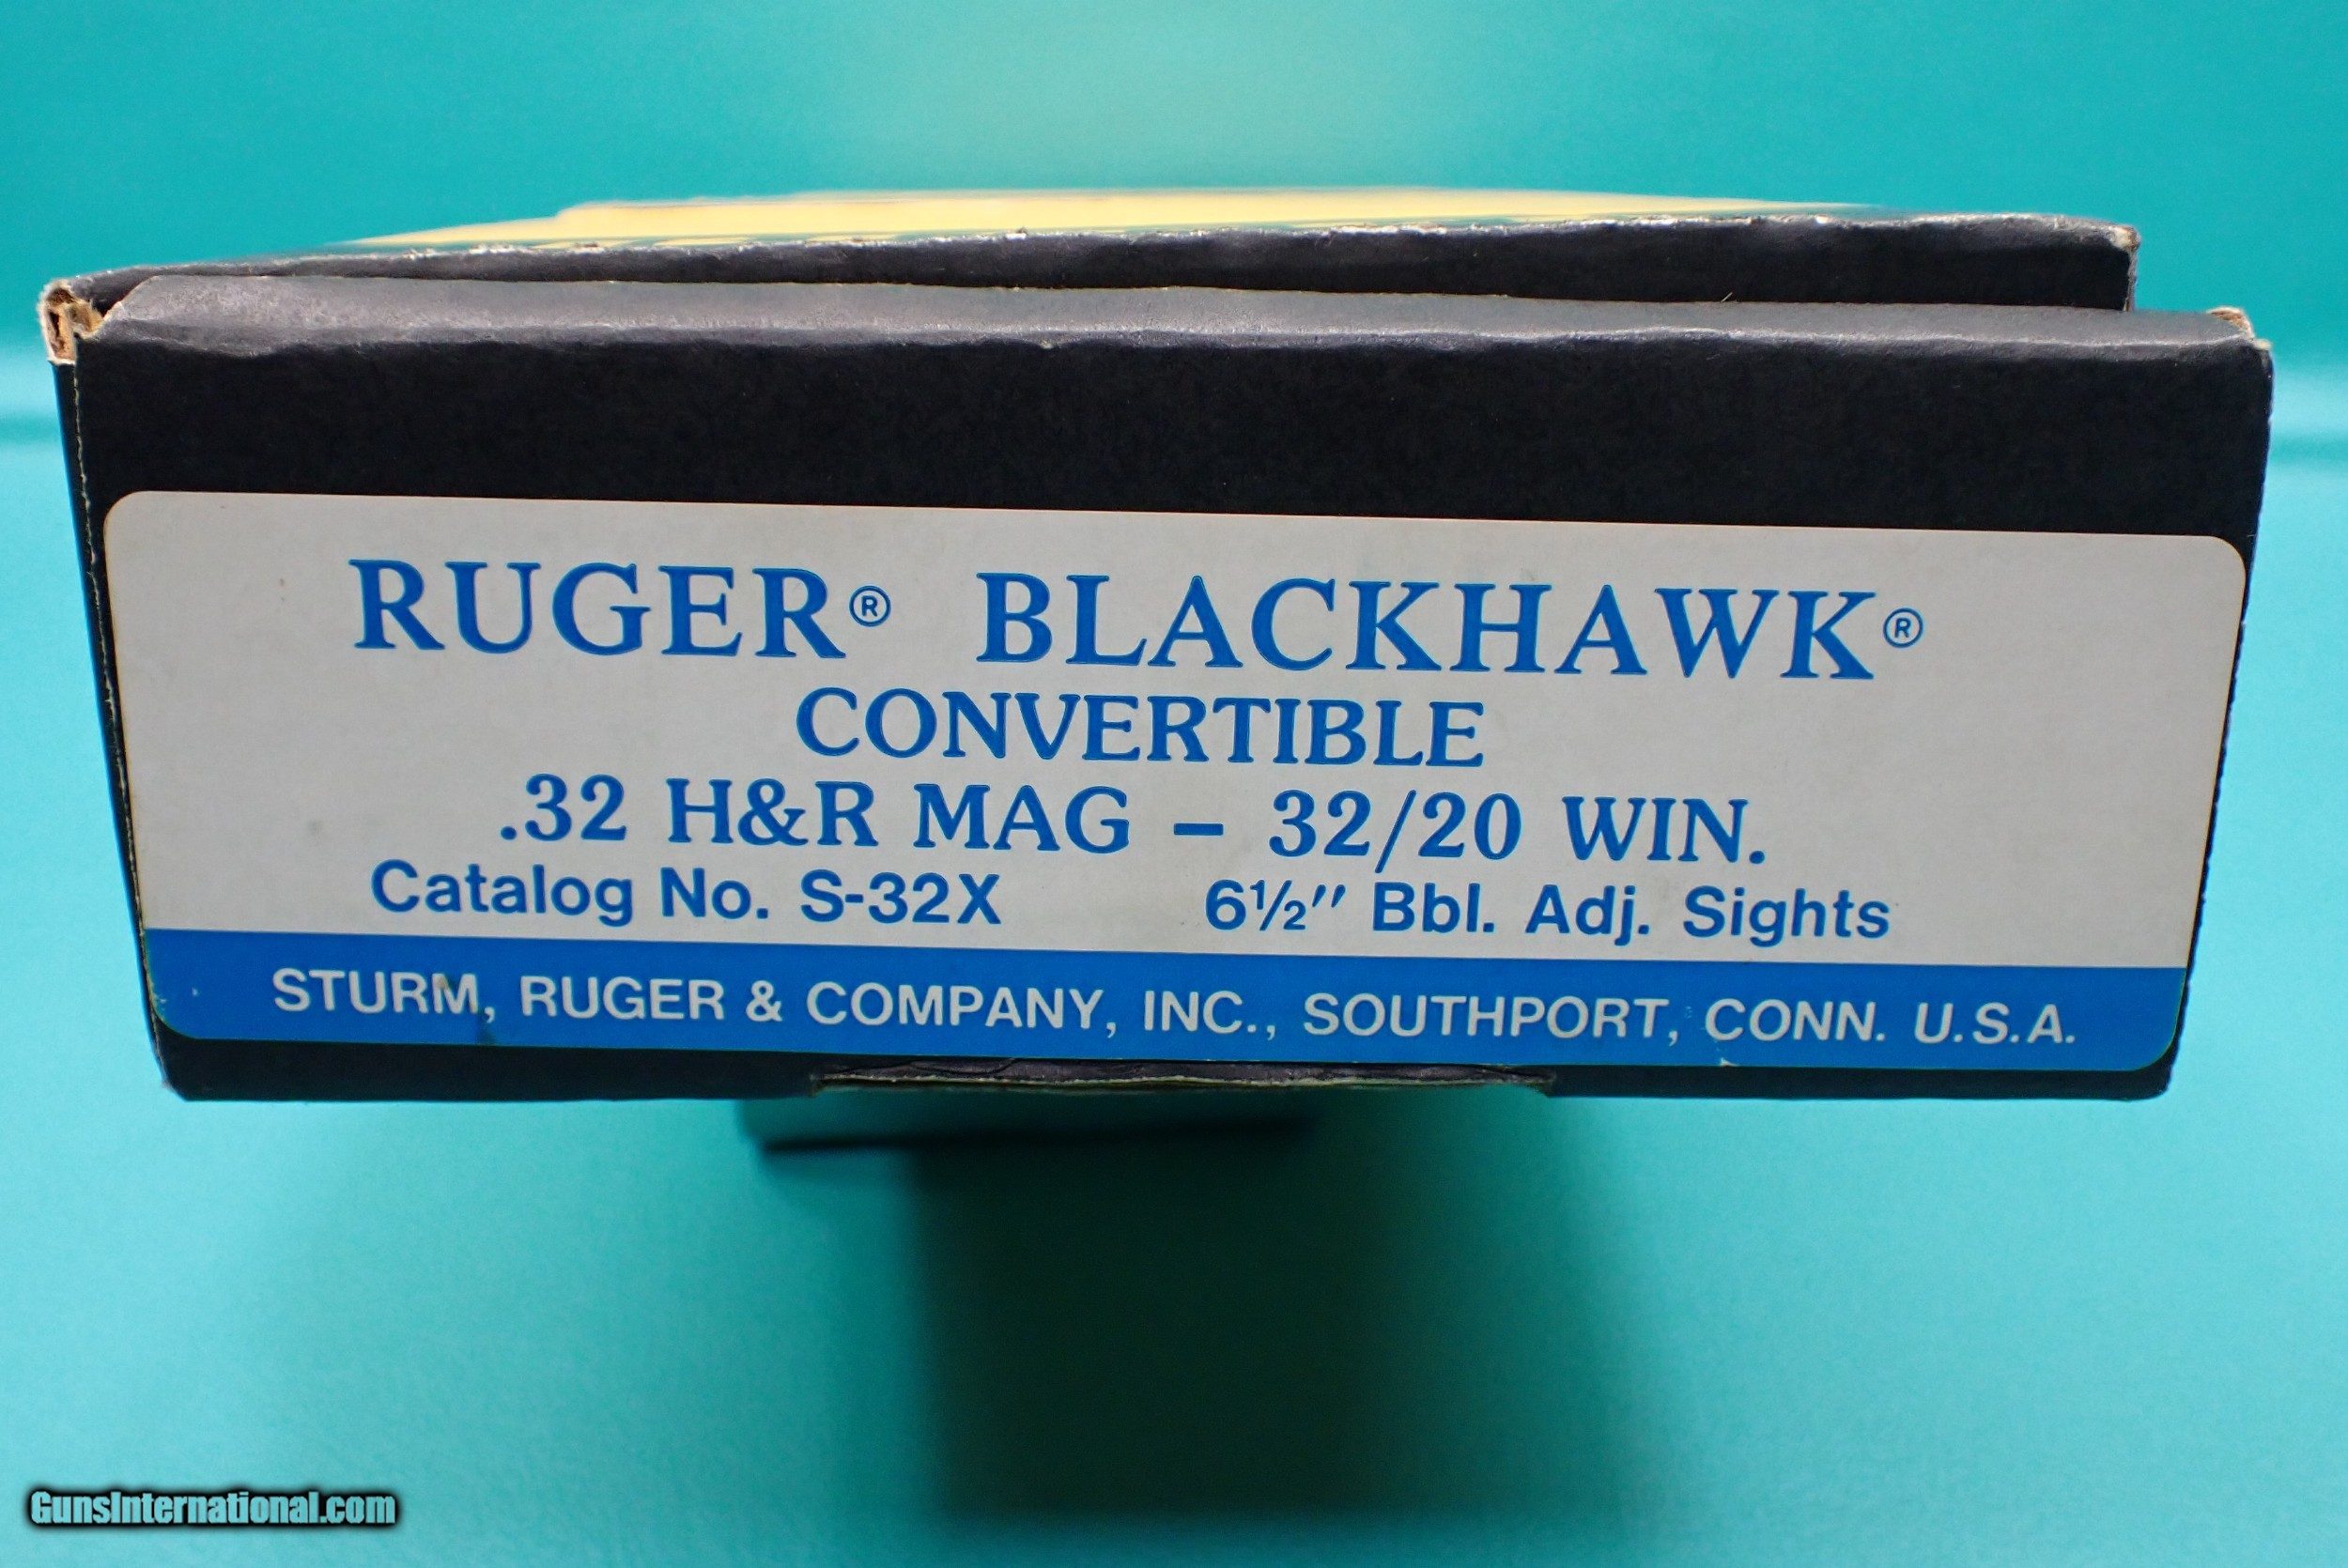 RUGER® BLACKHAWK®
CONVERTIBLE
.32 H&R MAG – 32/20 WIN.
Catalog No. S-32X 6½" Bbl. Adj. Sights
STURM, RUGER & COMPANY, INC., SOUTHPORT, CONN. U.S.A.
GunsInternational.com